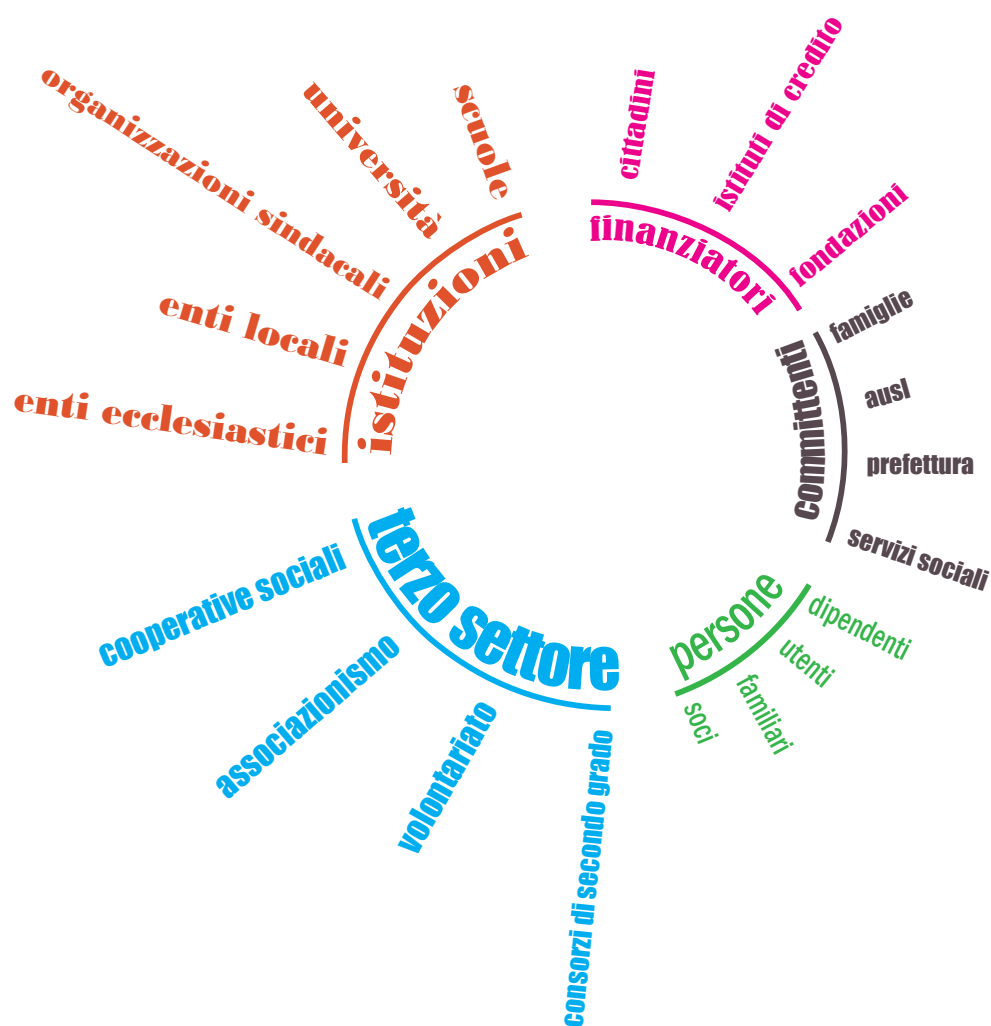 istituzioni
enti ecclesiastici
enti locali
organizzazioni sindacali
università
scuole
finanziatori
cittadini
istituti di credito
fondazioni
committenti
famiglie
ausl
prefettura
servizi sociali
persone
dipendenti
utenti
familiari
soci
terzo settore
consorzi di secondo grado
volontariato
associazionismo
cooperative sociali